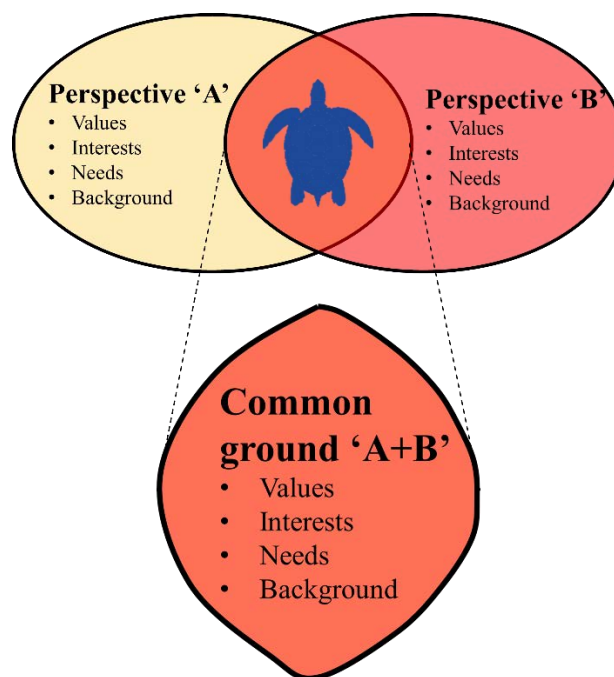 Perspective ‘A’
• Values
• Interests
• Needs
• Background
Perspective ‘B’
• Values
• Interests
• Needs
• Background
Common
ground ‘A+B’
• Values
• Interests
• Needs
• Background